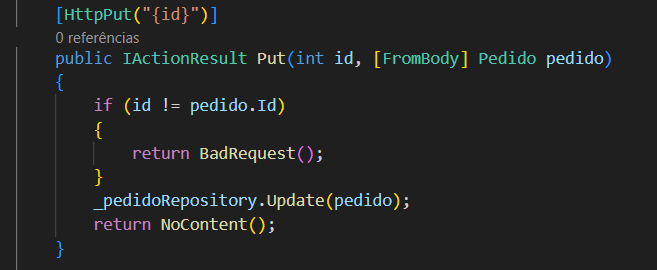 [HttpPut("{id}")]
0 referências
public IActionResult Put(int id, [FromBody] Pedido pedido)
{
if (id != pedido.Id)
{
return BadRequest();
}
_pedidoRepository.Update(pedido);
return NoContent();
}